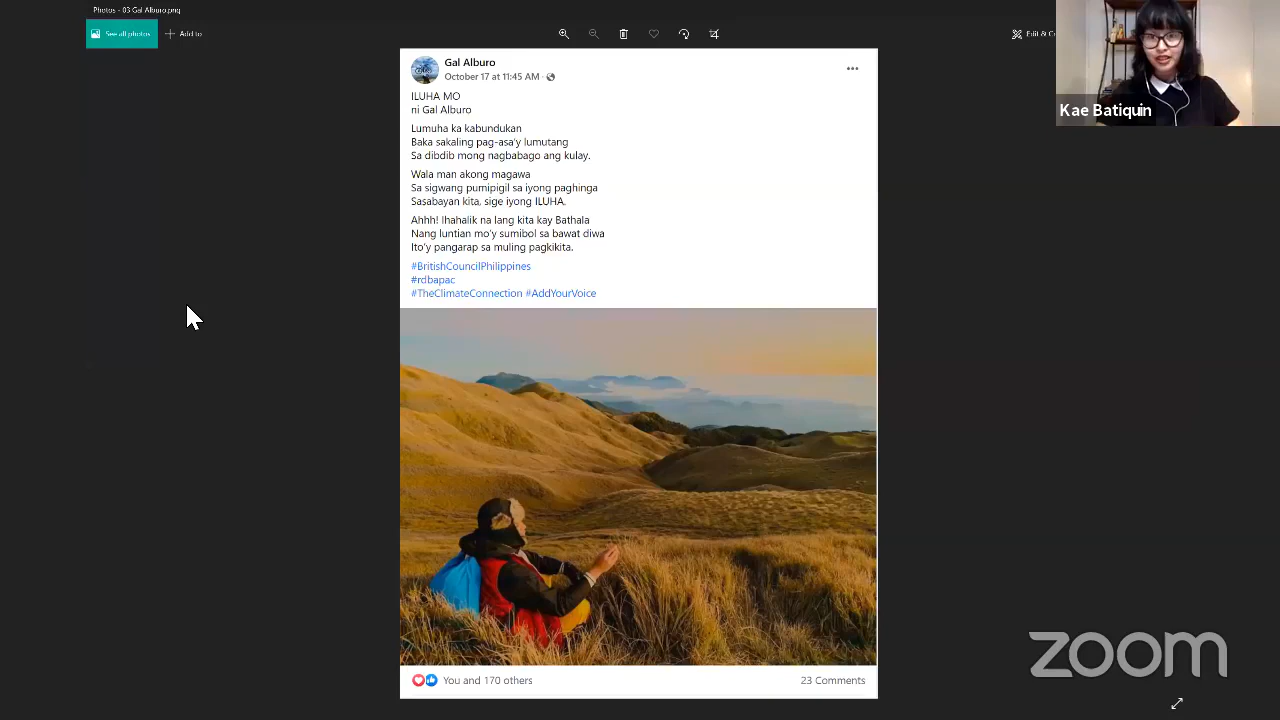 Photos - 03 Gal Alburo.png
See all photos
Add to
Edit & C
Gal Alburo
October 17 at 11:45 AM ·
ILUHA MO
ni Gal Alburo
Lumuha ka kabundukan
Baka sakaling pag-asa'y lumutang
Sa dibdib mong nagbabago ang kulay.
Wala man akong magawa
Sa sigwang pumipigil sa iyong paghinga
Sasabayan kita, sige iyong ILUHA.
Ahhh! Ihahalik na lang kita kay Bathala
Nang luntian mo'y sumibol sa bawat diwa
Ito'y pangarap sa muling pagkikita.
#BritishCouncilPhilippines
#rdbapac
#TheClimateConnection #AddYourVoice
You and 170 others
23 Comments
Kae Batiquin
zoom